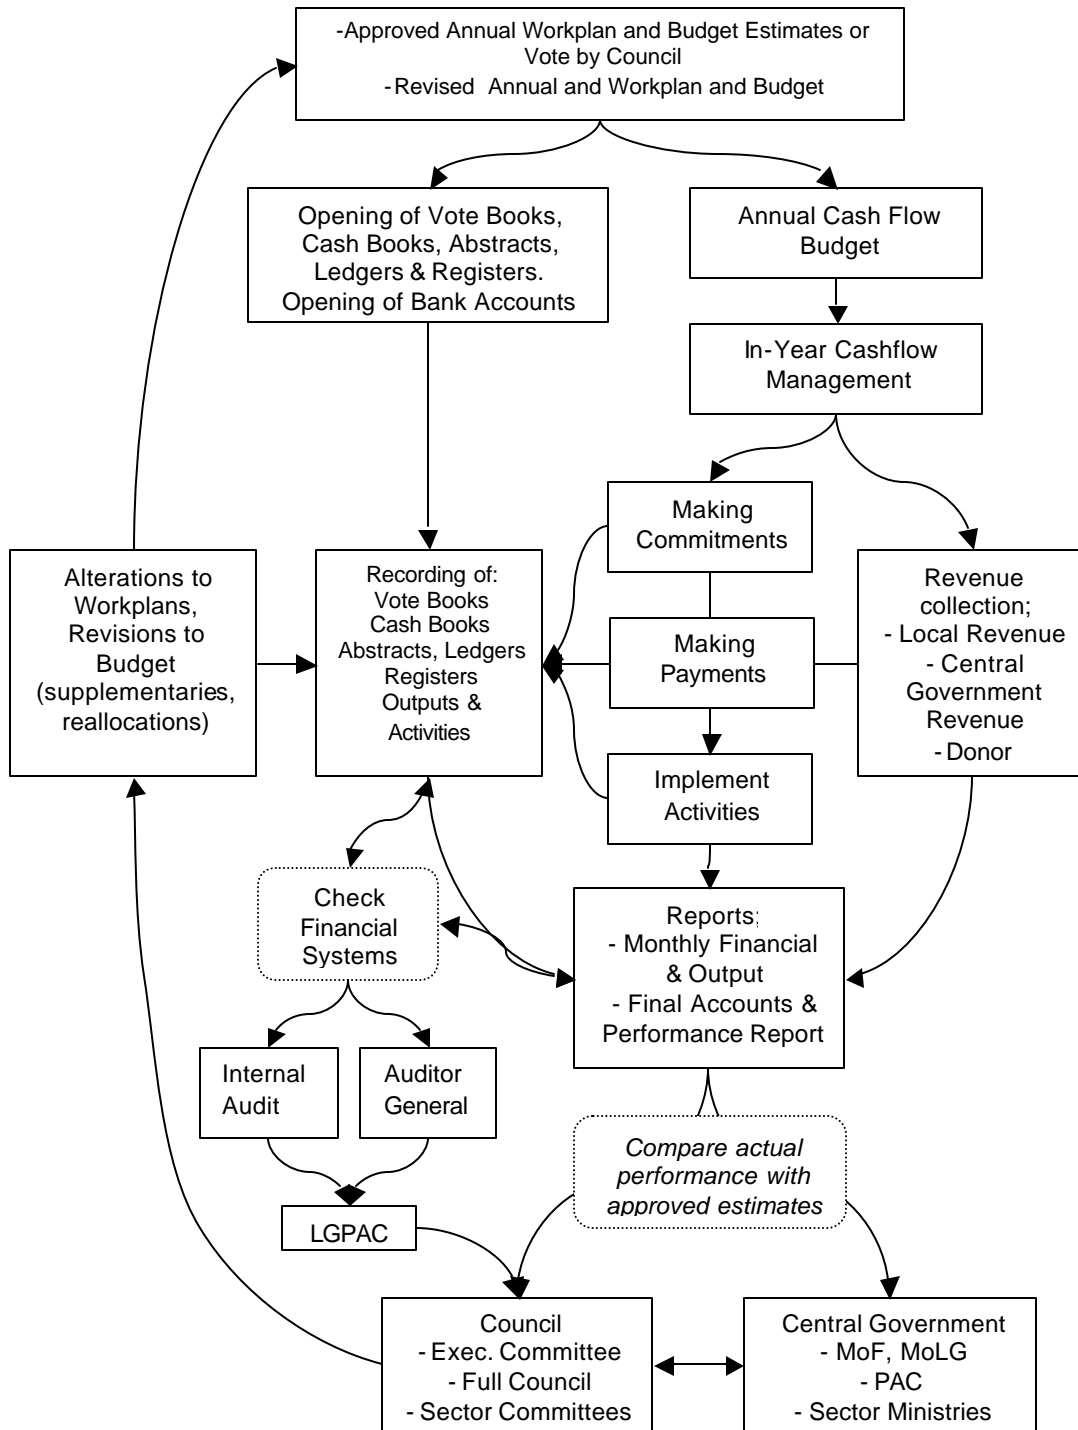 -Approved Annual Workplan and Budget Estimates or
Vote by Council
-Revised Annual and Workplan and Budget
Opening of Vote Books,
Cash Books, Abstracts,
Ledgers & Registers.
Opening of Bank Accounts
Annual Cash Flow
Budget
In-Year Cashflow
Management
Making
Commitments
Alterations to
Workplans,
Revisions to
Budget
(supplementaries,
reallocations)
Recording of:
Vote Books
Cash Books
Abstracts, Ledgers
Registers
Outputs &
Activities
Making
Payments
Revenue
collection;
- Local Revenue
- Central
Government
Revenue
- Donor
Implement
Activities
Check
Financial
Systems
Reports;
- Monthly Financial
& Output
- Final Accounts &
Performance Report
Internal
Audit
Auditor
General
Compare actual
performance with
approved estimates
LGPAC
Council
- Exec. Committee
- Full Council
- Sector Committees
Central Government
- MoF, MoLG
- PAC
- Sector Ministries